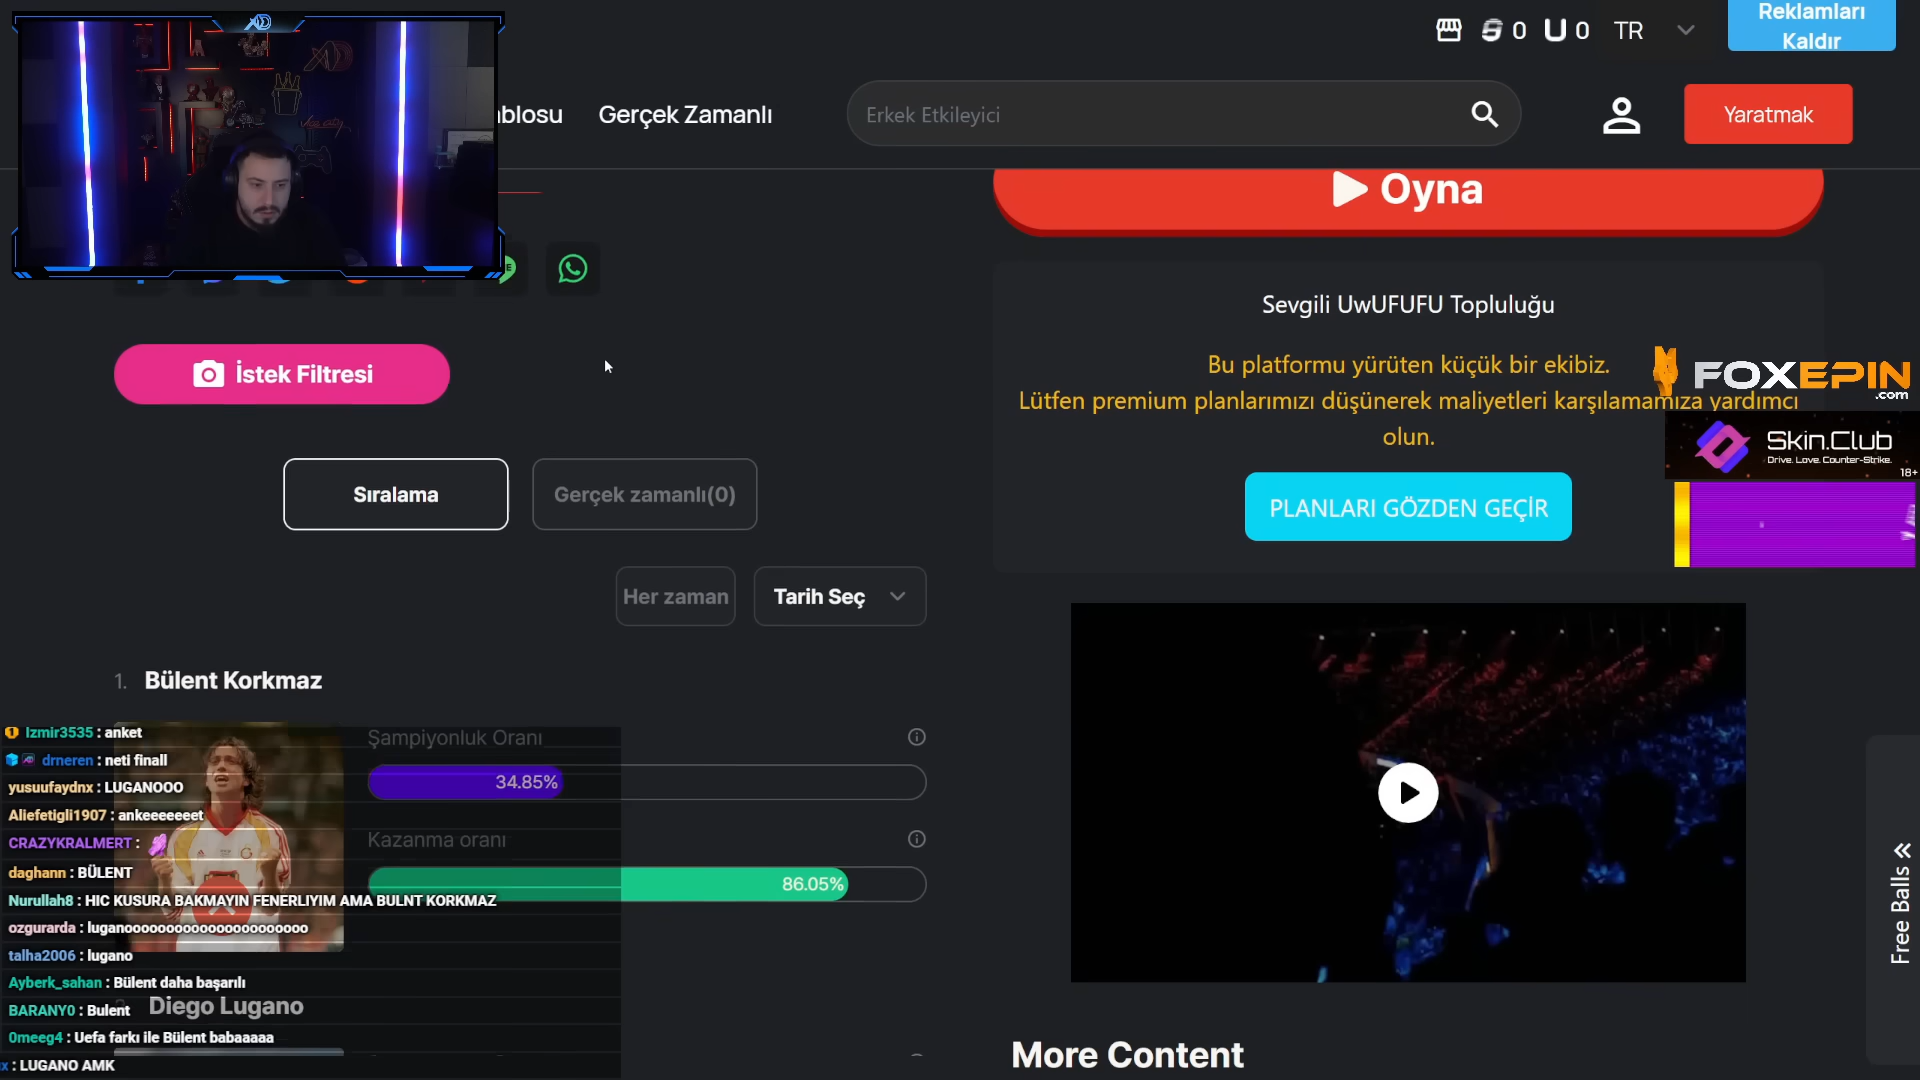 0
0
TR
Reklamları
Kaldır
ablosu
Gerçek Zamanlı
Erkek Etkileyici
Yaratmak
Oyna
Sevgili UwUFUFU Topluluğu
Bu platformu yürüten küçük bir ekibiz.
Lütfen premium planlarımızı düşünerek maliyetleri karşılamamıza yardımcı
olun.
PLANLARI GÖZDEN GEÇİR
FOXEPIN
.com
Skin.Club
Drive. Love. Counter-Strike.
18+
İstek Filtresi
Sıralama
Gerçek zamanlı(0)
Her zaman
Tarih Seç
1. Bülent Korkmaz
Şampiyonluk Oranı
34.85%
Kazanma oranı
86.05%
Diego Lugano
Izmir3535 : anket
drneren : neti finall
yusuufaydnx : LUGANOOO
Aliefetigli1907 : ankeeeeeeet
CRAZYKRALMERT :
daghann : BÜLENT
Nurullah8 : HIC KUSURA BAKMAYIN FENERLIYIM AMA BULNT KORKMAZ
ozgurarda : luganooooooooooooooooooooo
talha2006 : lugano
Ayberk_sahan : Bülent daha başarılı
BARANY0 : Bulent
0meeg4 : Uefa farkı ile Bülent babaaaaa
x : LUGANO AMK
Free Balls
More Content